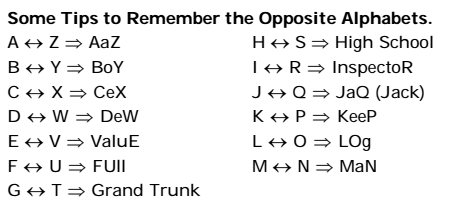 Some Tips to Remember the Opposite Alphabets.
A ↔ Z ⇒ AaZ
B ↔ Y ⇒ BoY
C ↔ X ⇒ CeX
D ↔ W ⇒ DeW
E ↔ V ⇒ ValuE
F ↔ U ⇒ FUll
G ↔ T ⇒ Grand Trunk
H ↔ S ⇒ High School
I ↔ R ⇒ InspectoR
J ↔ Q ⇒ JaQ (Jack)
K ↔ P ⇒ KeeP
L ↔ O ⇒ LOg
M ↔ N ⇒ MaN